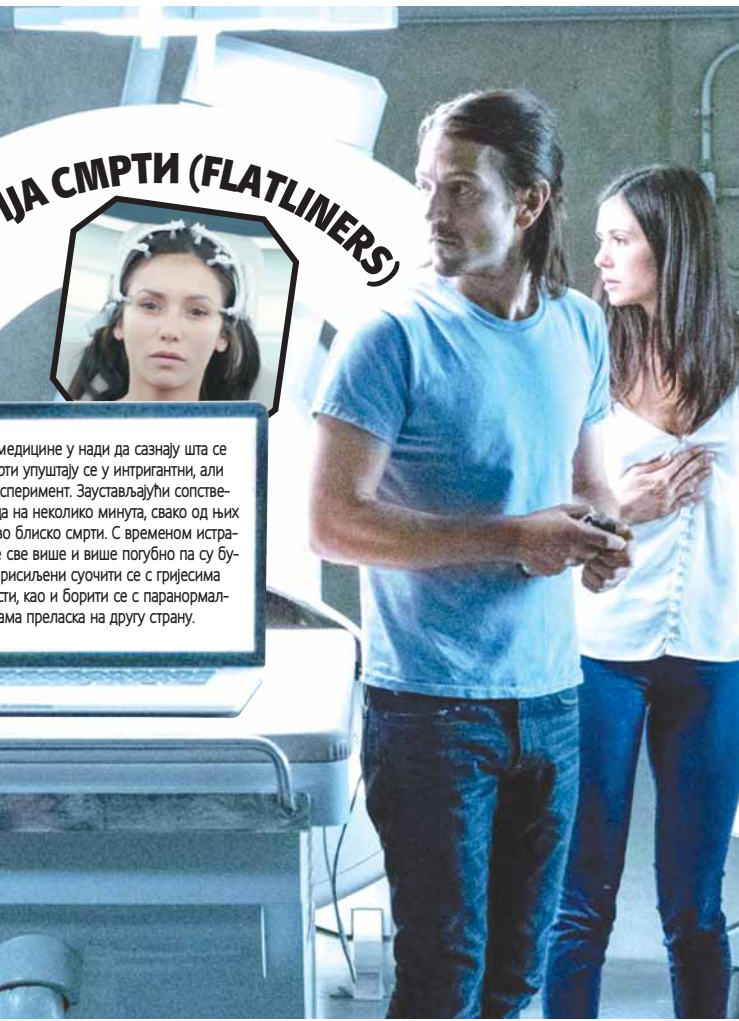 ЦИЈА СМРТИ (FLATLINERS)
медицине у нади да сазнају шта се
рти упуштају се у интригантни, али
сперимент. Заустављајући сопстве-
да на неколико минута, свако од њих
во блиско смрти. С временом истра-
е све више и више погубно па су бу-
рисиљени суочити се с гријесима
сти, као и борити се с паранормал-
ама преласка на другу страну.